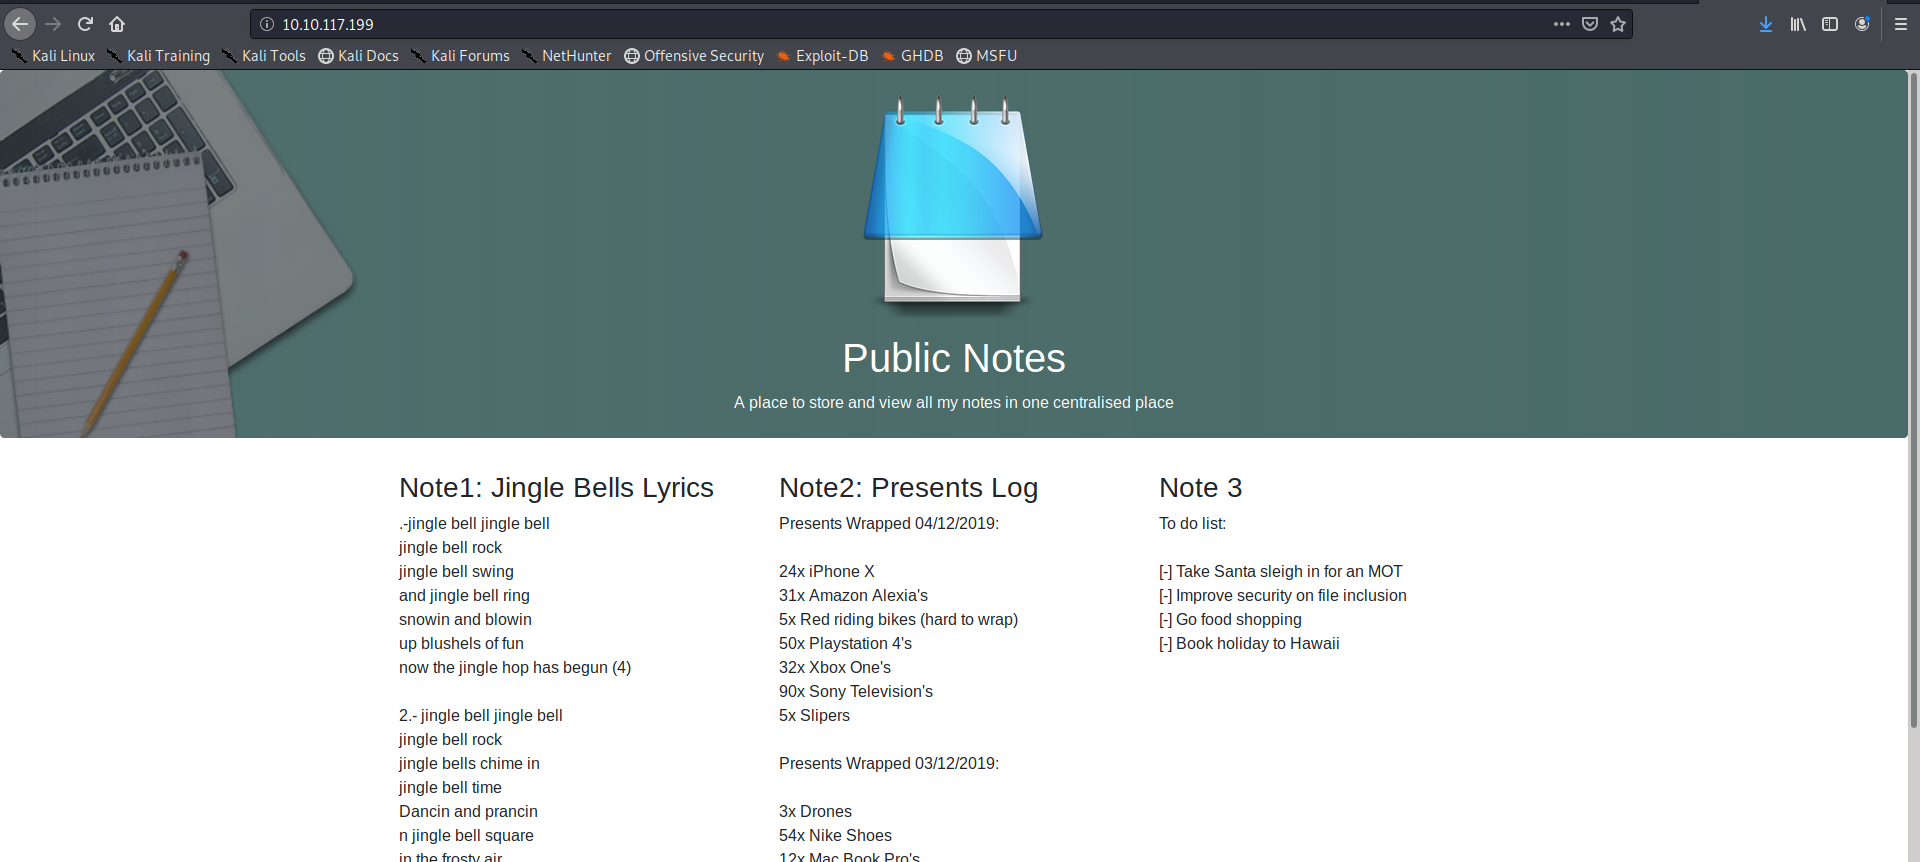 10.10.117.199
Kali Linux Kali Training Kali Tools Kali Docs Kali Forums NetHunter Offensive Security Exploit-DB GHDB MSFU
Public Notes
A place to store and view all my notes in one centralised place
Note1: Jingle Bells Lyrics
.-jingle bell jingle bell
jingle bell rock
jingle bell swing
and jingle bell ring
snowin and blowin
up blushels of fun
now the jingle hop has begun (4)
2.- jingle bell jingle bell
jingle bell rock
jingle bells chime in
jingle bell time
Dancin and prancin
n jingle bell square
in the frosty air
Note2: Presents Log
Presents Wrapped 04/12/2019:
24x iPhone X
31x Amazon Alexia's
5x Red riding bikes (hard to wrap)
50x Playstation 4's
32x Xbox One's
90x Sony Television's
5x Slipers
Presents Wrapped 03/12/2019:
3x Drones
54x Nike Shoes
12x Mac Book Pro's
Note 3
To do list:
[-] Take Santa sleigh in for an MOT
[-] Improve security on file inclusion
[-] Go food shopping
[-] Book holiday to Hawaii